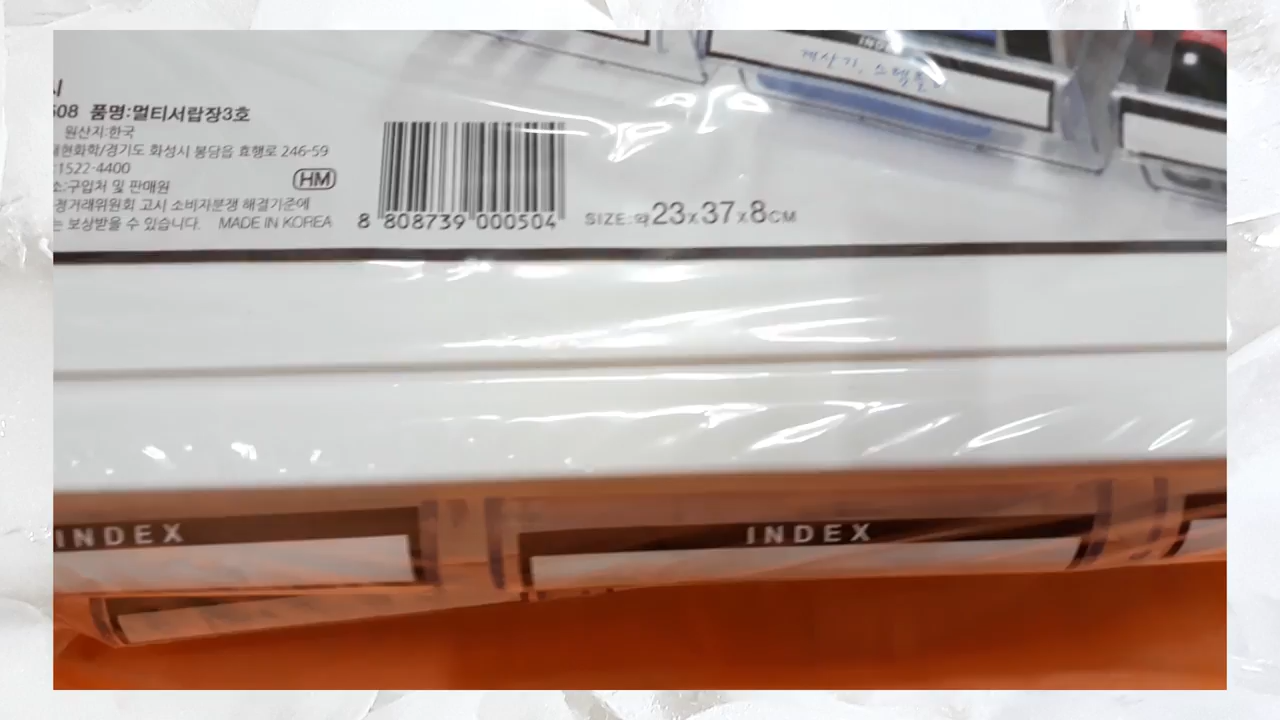 508 품명:멀티서랍장3호
원산지:한국
현화학/경기도 화성시 봉담읍 효행로 246-59
:1522-4400
소:구입처 및 판매원
HM
정거래위원회 고시 소비자분쟁 해결기준에
는 보상받을 수 있습니다. MADE IN KOREA
8 808739 000504
SIZE:약23x37x8CM
계산기,
INDEX
INDEX